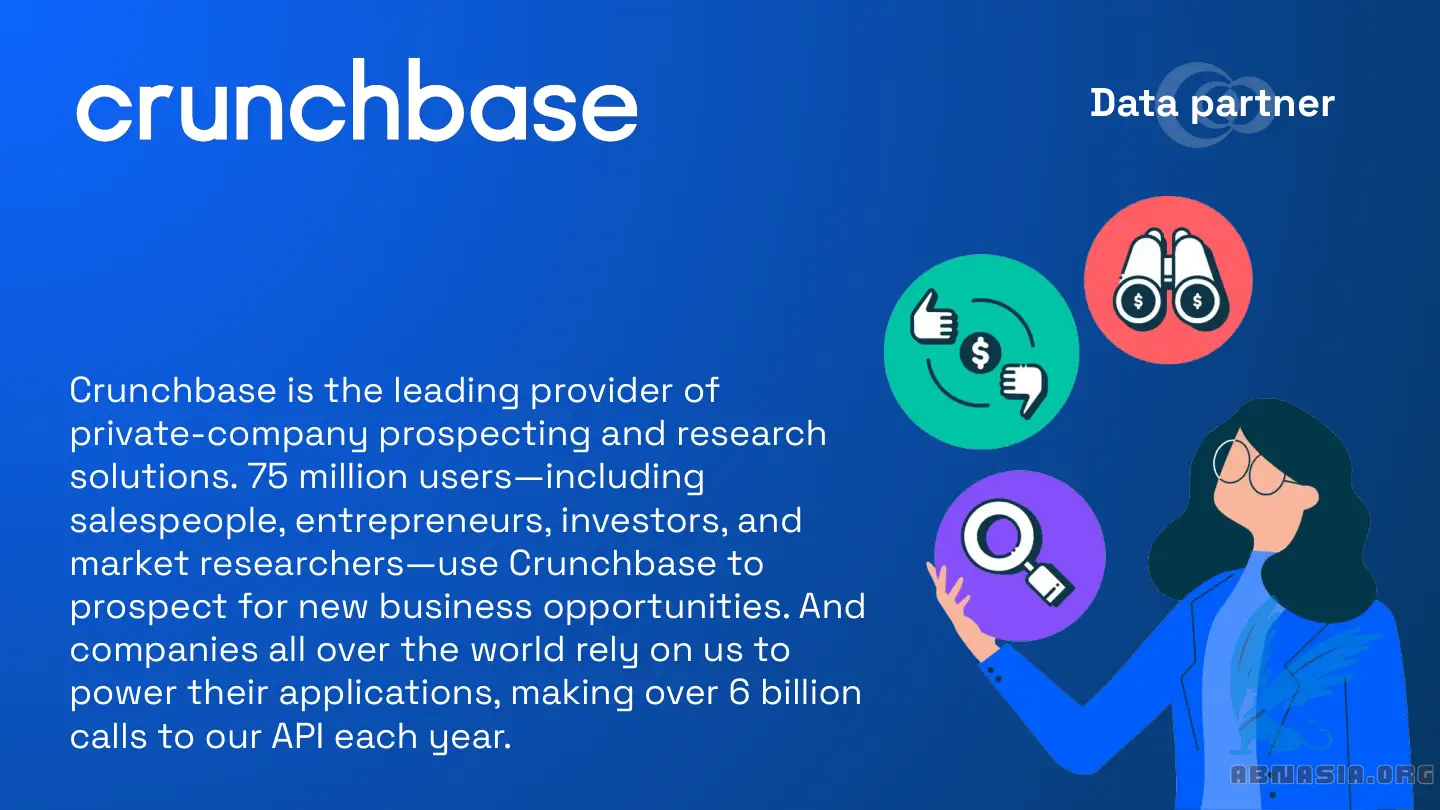 crunchbase
Data partner
$ $
$
Crunchbase is the leading provider of
private-company prospecting and research
solutions. 75 million users—including
salespeople, entrepreneurs, investors, and
market researchers—use Crunchbase to
prospect for new business opportunities. And
companies all over the world rely on us to
power their applications, making over 6 billion
calls to our API each year.
ABNASIA.ORG